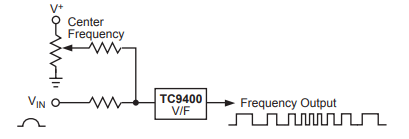 V+
Center
Frequency
VIN
TC9400
V/F
Frequency Output